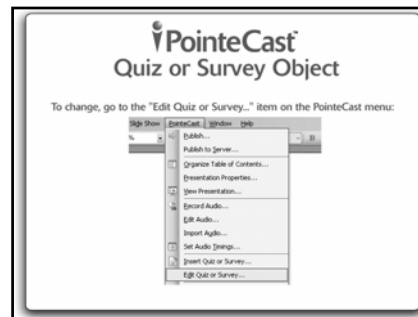 PointeCast
Quiz or Survey Object
To change, go to the "Edit Quiz or Survey..." item on the PointeCast menu:
Slide Show PointeCast Window Help
%
Publish...
Publish to Server...
Organize Table of Contents...
Presentation Properties...
View Presentation...
Record Audio...
Edit Audio...
Import Audio...
Set Audio Timings...
Insert Quiz or Survey...
Edit Quiz or Survey...